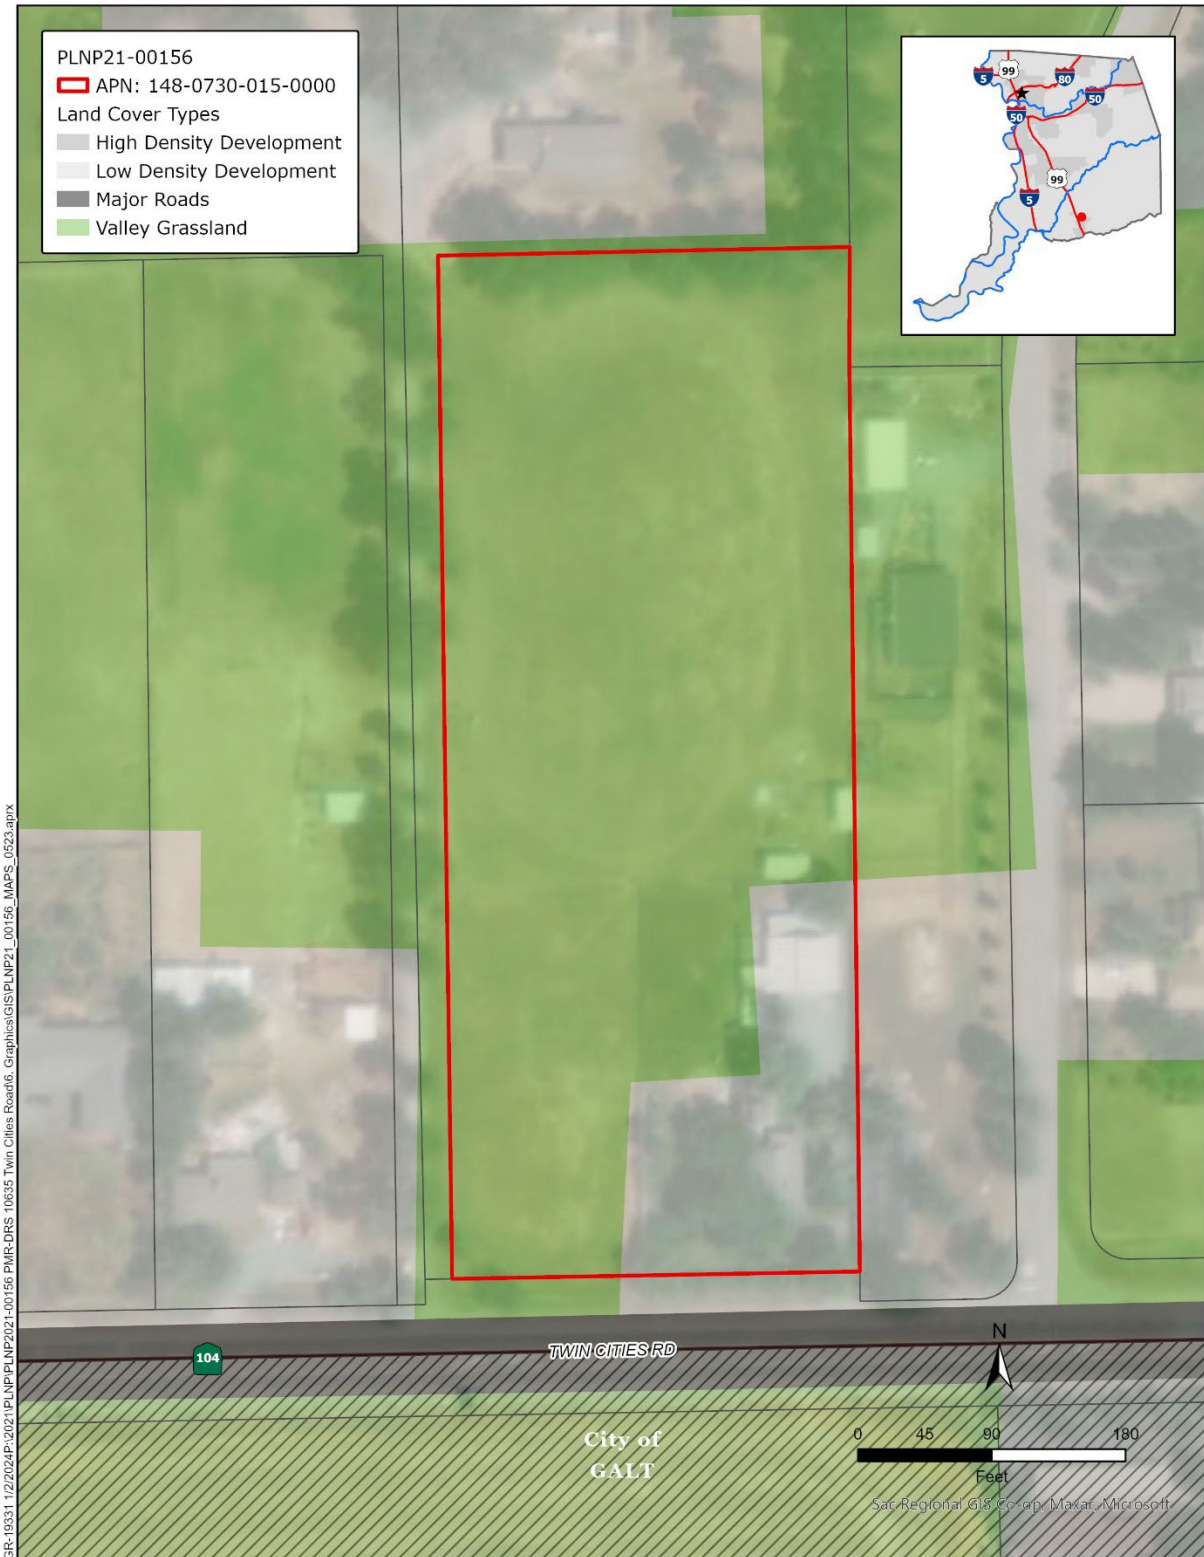 PLNP21-00156
APN: 148-0730-015-0000
Land Cover Types
High Density Development
Low Density Development
Major Roads
Valley Grassland
5
99
80
50
50
99
5
104
TWIN CITIES RD
N
City of
GALT
0 45 90 180
Feet
Sac Regional GIS Co-op, Maxar, Microsoft
GR-19331 1/2/2024P:\2021\PLNP\PLNP2021-00156 PMR-DRS 10635 Twin Cities Road\6. Graphics\GIS\PLNP21_00156_MAPS_0523.aprx